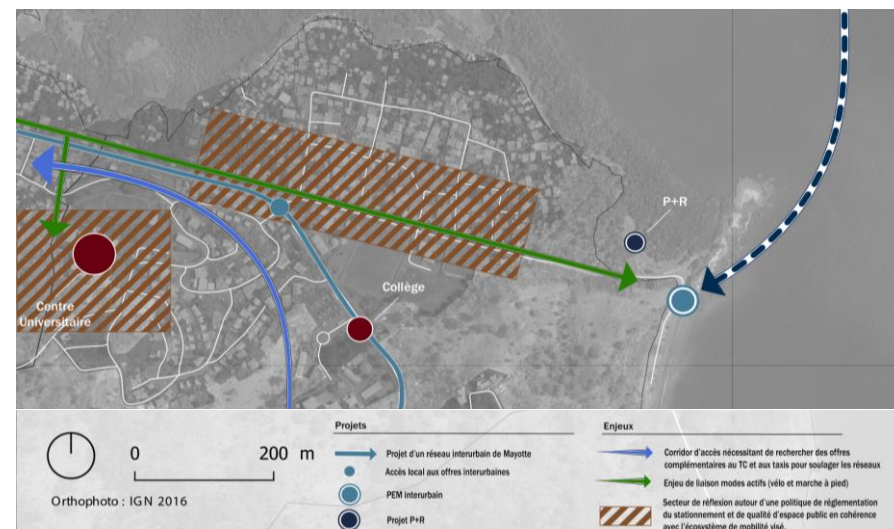 P+R
Collège
Centre
Universitaire
0 200 m
Orthophoto : IGN 2016
Projets
Projet d'un réseau interurbain de Mayotte
Accès local aux offres interurbaines
PEM interurbain
Projet P+R
Enjeux
Corridor d'accès nécessitant de rechercher des offres
complémentaires au TC et aux taxis pour soulager les réseaux
Enjeu de liaison modes actifs (vélo et marche à pied)
Secteur de réflexion autour d'une politique de réglementation
du stationnement et de qualité d'espace public en cohérence
avec l'écosystème de mobilité visé.